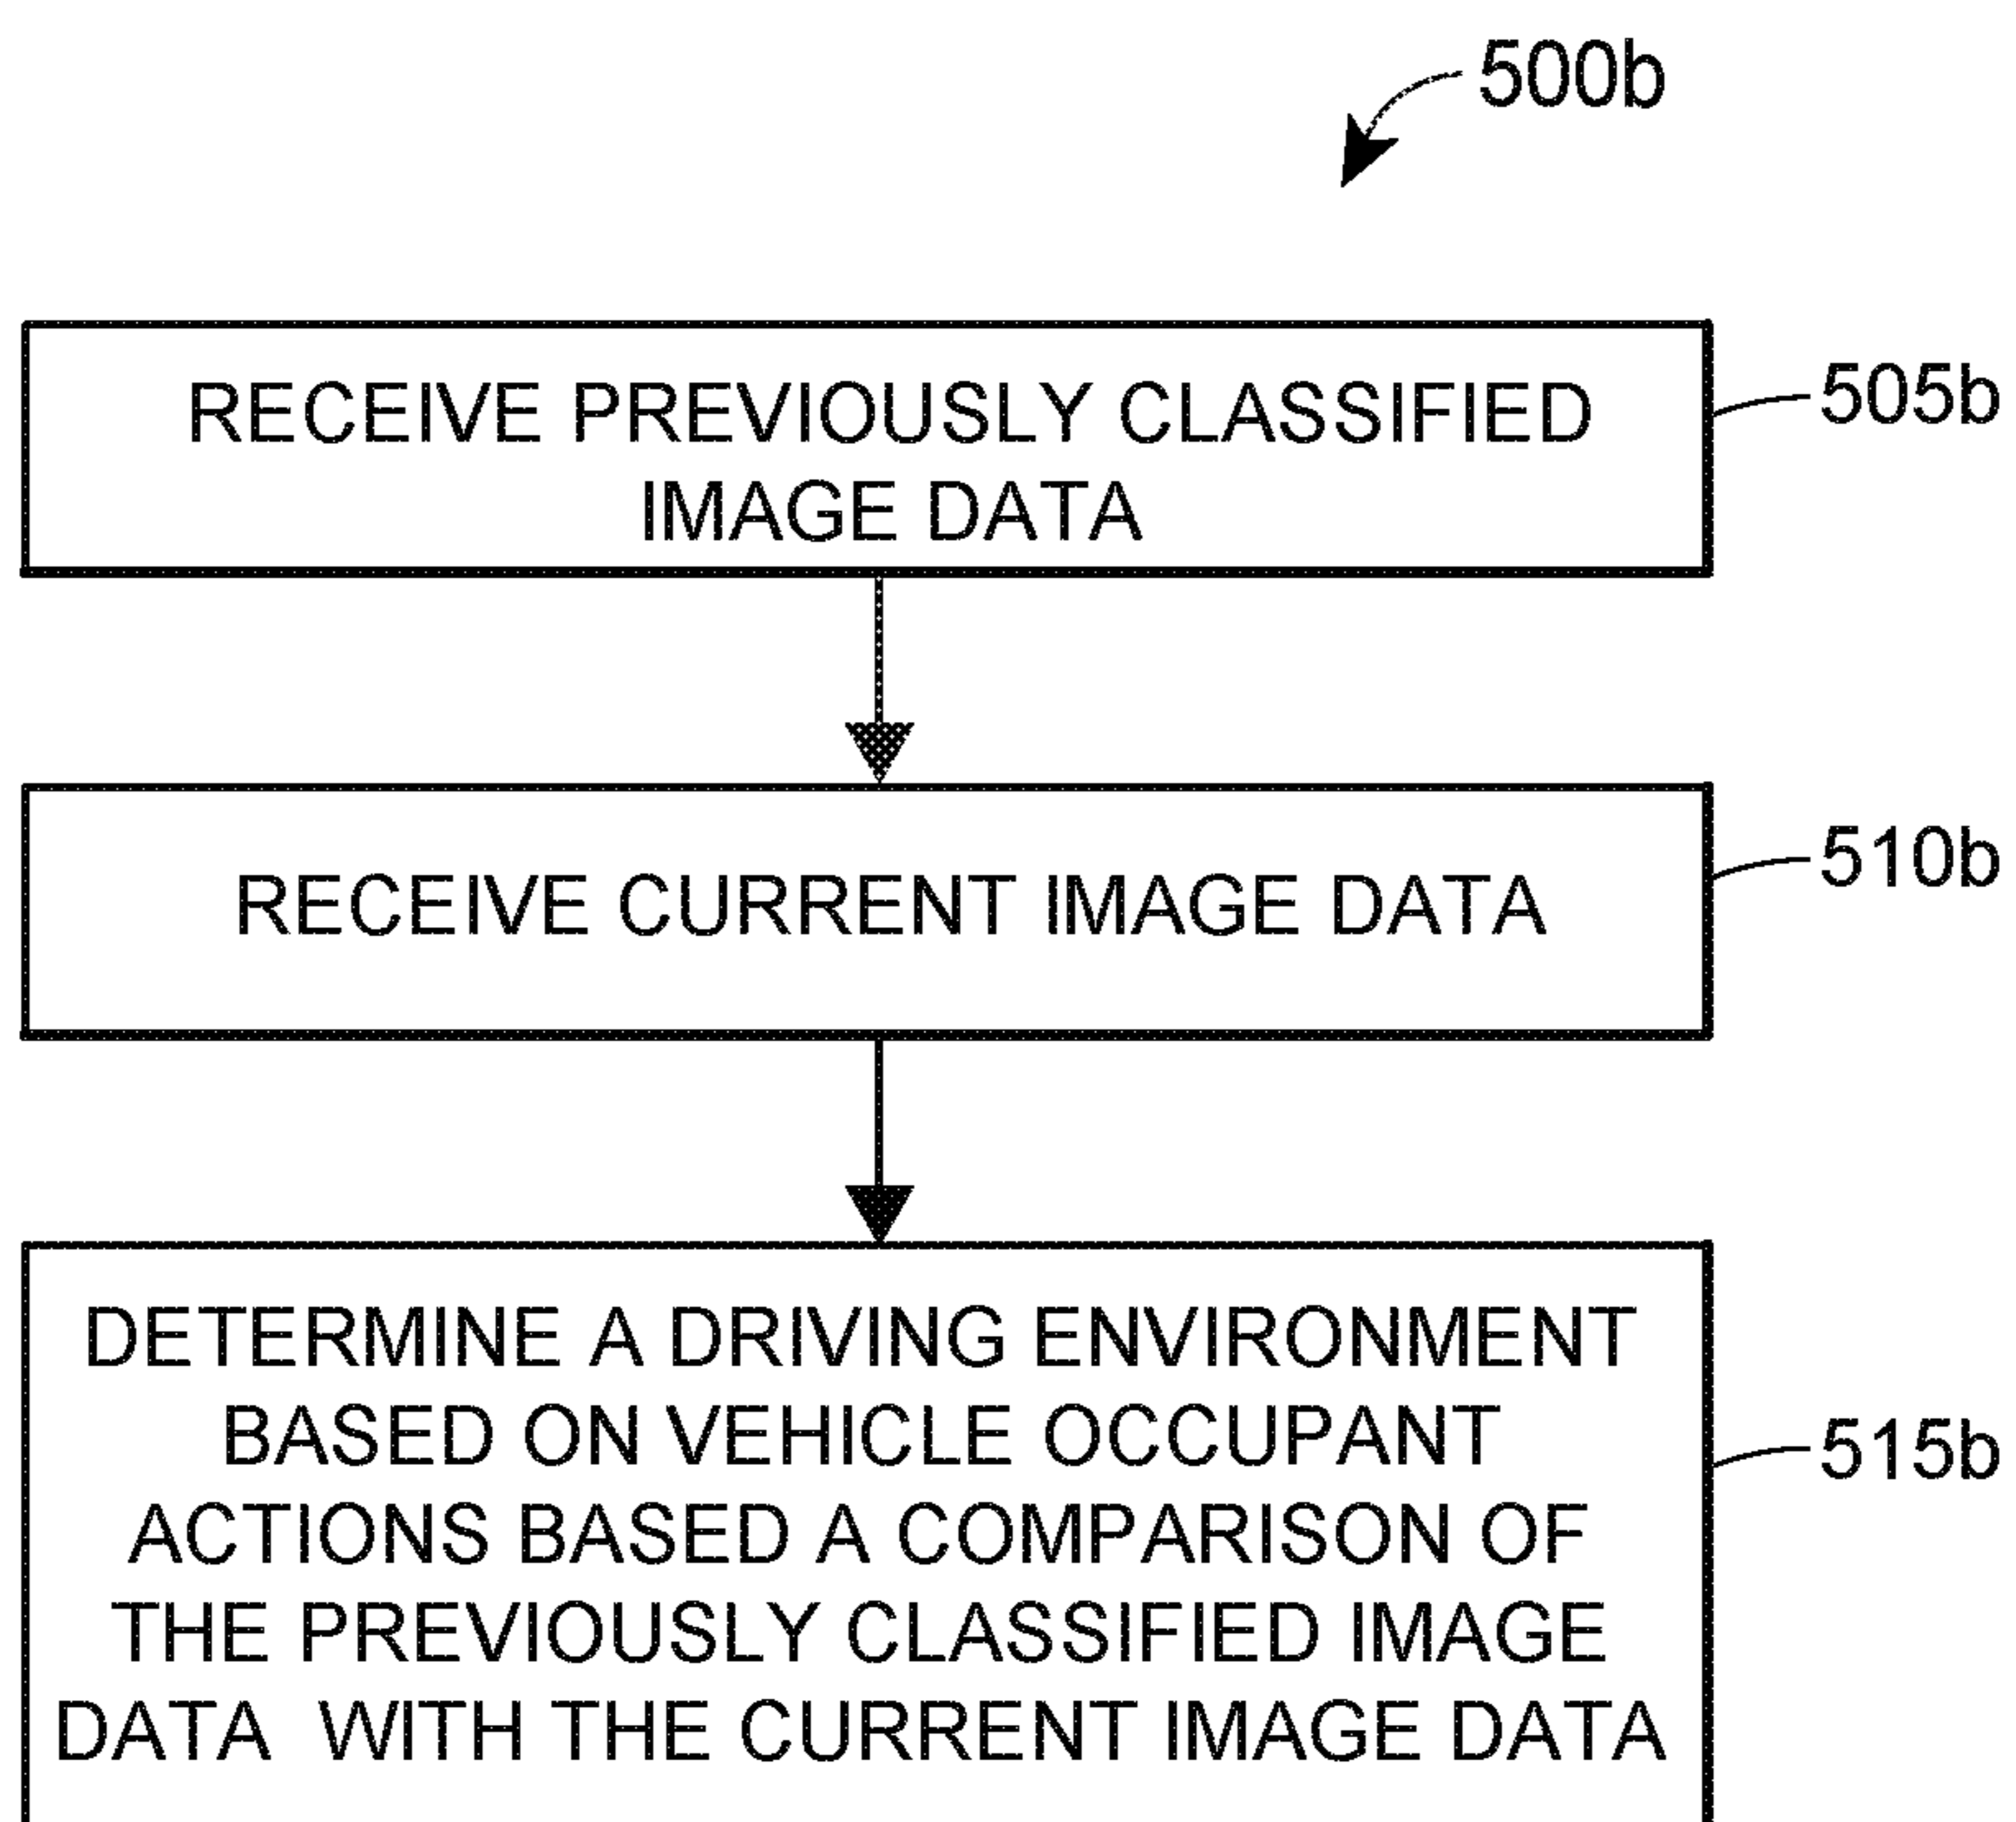 500b
RECEIVE PREVIOUSLY CLASSIFIED
IMAGE DATA
505b
RECEIVE CURRENT IMAGE DATA
510b
DETERMINE A DRIVING ENVIRONMENT
BASED ON VEHICLE OCCUPANT
ACTIONS BASED A COMPARISON OF
THE PREVIOUSLY CLASSIFIED IMAGE
DATA WITH THE CURRENT IMAGE DATA
515b